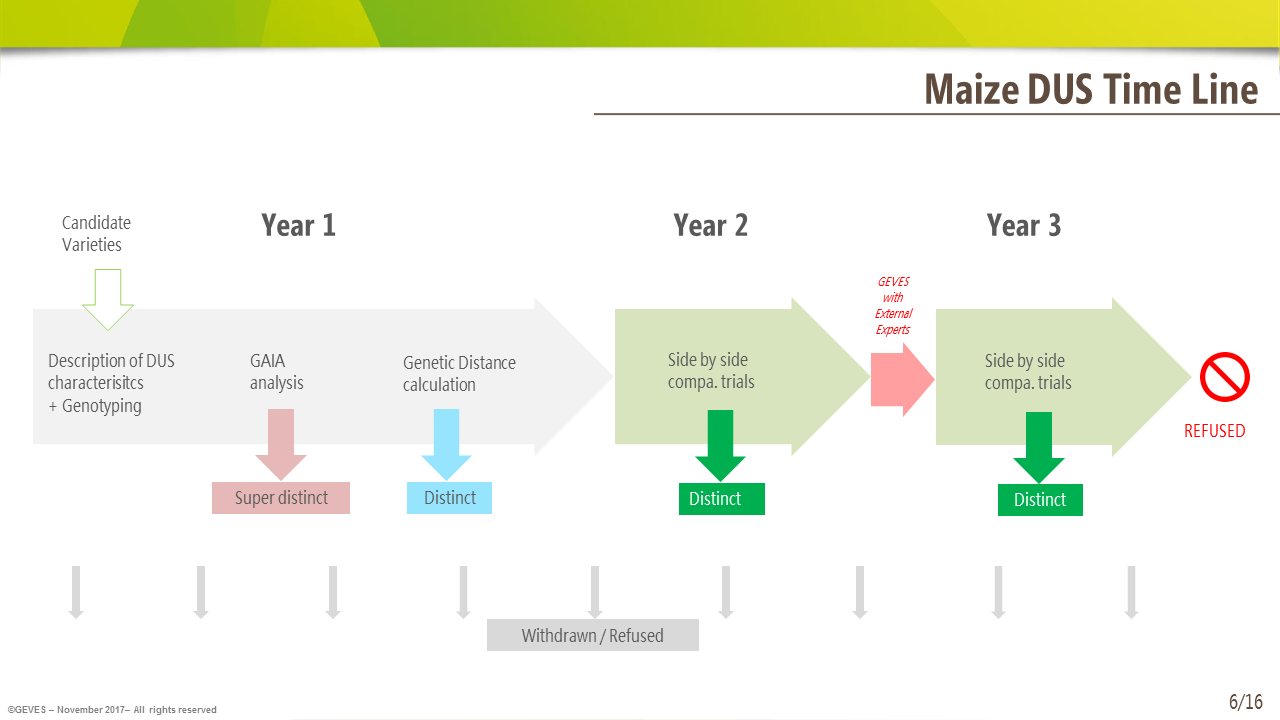 Maize DUS Time Line
Candidate
Varieties
Year 1
Year 2
Year 3
GEVES
with
External
Experts
Description of DUS
characterisitcs
+ Genotyping
GAIA
analysis
Genetic Distance
calculation
Side by side
compa. trials
Side by side
compa. trials
REFUSED
Super distinct
Distinct
Distinct
Distinct
Withdrawn / Refused
©GEVES – November 2017– All rights reserved
6/16